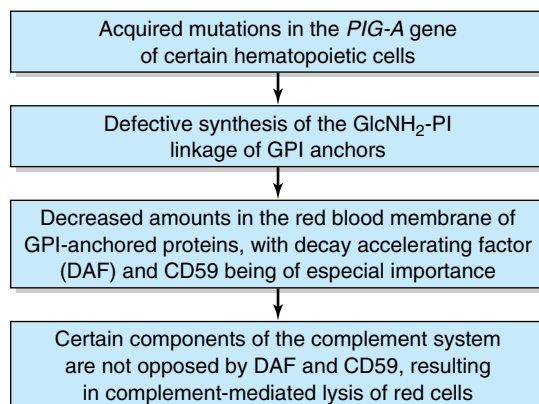 Acquired mutations in the PIG-A gene
of certain hematopoietic cells
Defective synthesis of the GlcNH₂-PI
linkage of GPI anchors
Decreased amounts in the red blood membrane of
GPI-anchored proteins, with decay accelerating factor
(DAF) and CD59 being of especial importance
Certain components of the complement system
are not opposed by DAF and CD59, resulting
in complement-mediated lysis of red cells